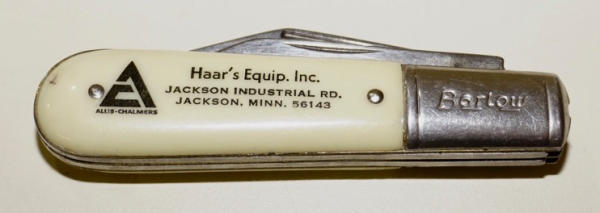 Haar's Equip. Inc.
JACKSON INDUSTRIAL RD.
JACKSON, MINN. 56143
ALLIS-CHALMERS
Barlow